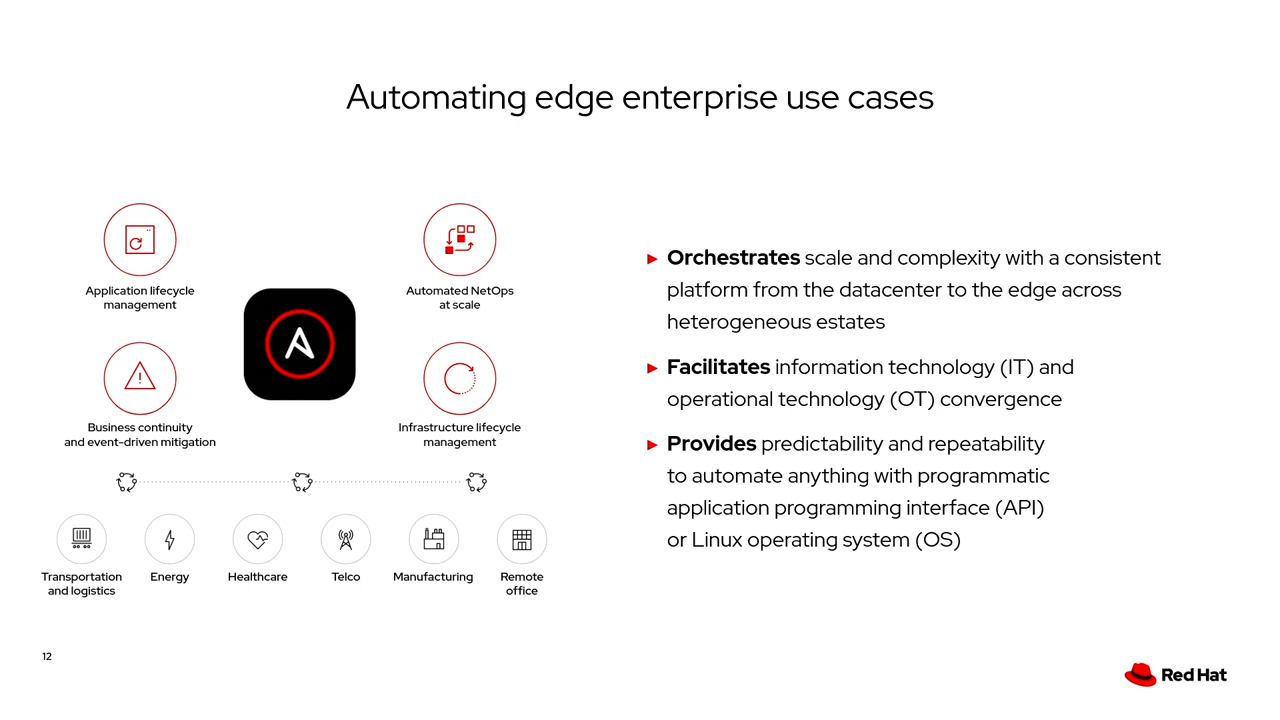 Automating edge enterprise use cases
Application lifecycle
management
Automated NetOps
at scale
Business continuity
and event-driven mitigation
Infrastructure lifecycle
management
Transportation
and logistics
Energy
Healthcare
Telco
Manufacturing
Remote
office
Orchestrates scale and complexity with a consistent
platform from the datacenter to the edge across
heterogeneous estates
Facilitates information technology (IT) and
operational technology (OT) convergence
Provides predictability and repeatability
to automate anything with programmatic
application programming interface (API)
or Linux operating system (OS)
12
Red Hat